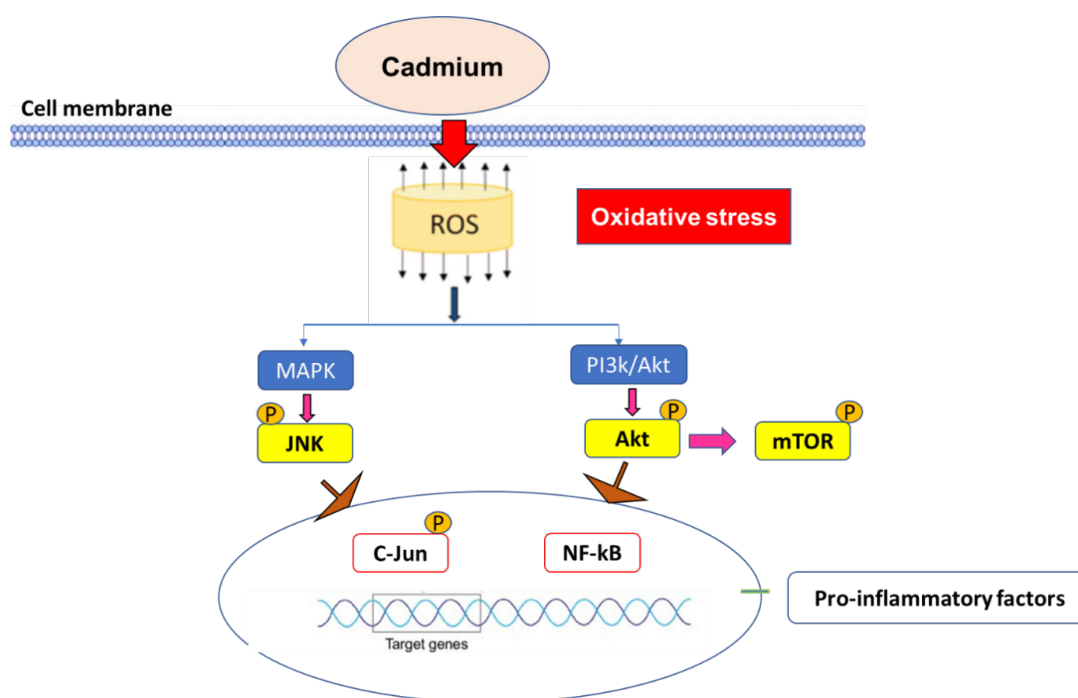 Cadmium
Cell membrane
ROS
Oxidative stress
MAPK
PI3k/Akt
P
JNK
P
Akt
P
mTOR
P
C-Jun
NF-kB
Pro-inflammatory factors
Target genes